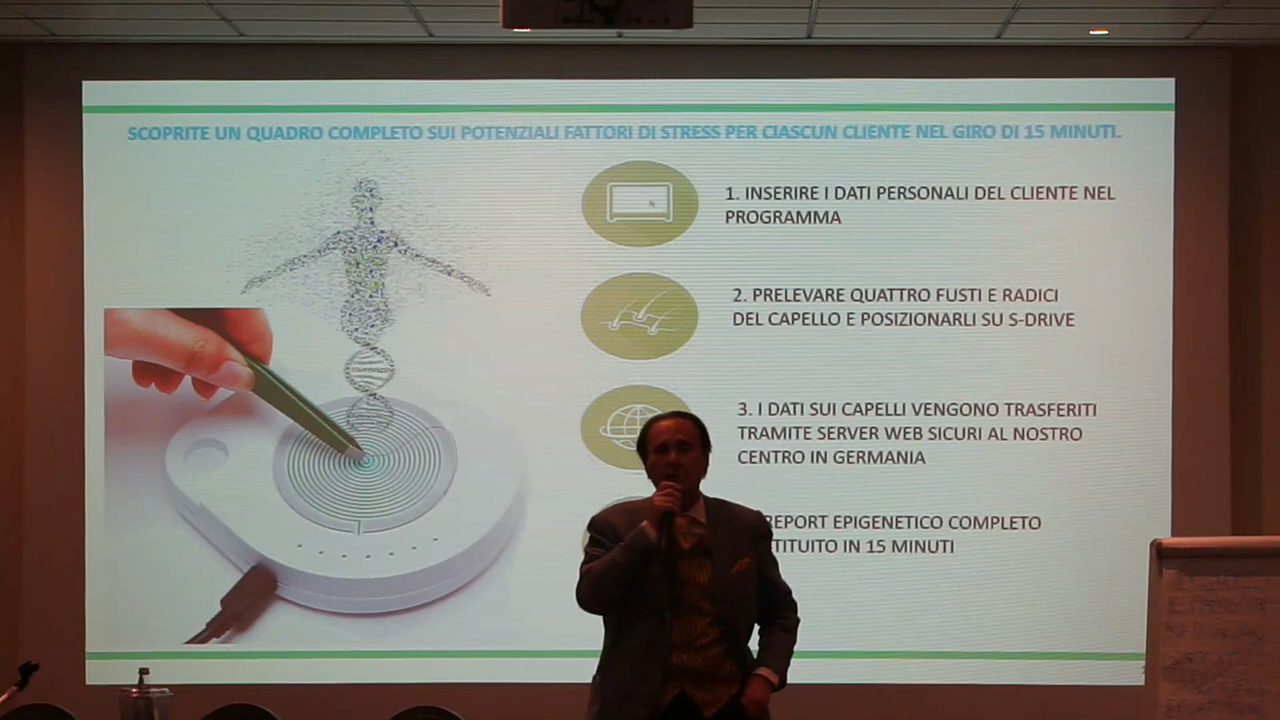 SCOPRITE UN QUADRO COMPLETO SUI POTENZIALI FATTORI DI STRESS PER CIASCUN CLIENTE NEL GIRO DI 15 MINUTI.
1. INSERIRE I DATI PERSONALI DEL CLIENTE NEL
PROGRAMMA
2. PRELEVARE QUATTRO FUSTI E RADICI
DEL CAPELLO E POSIZIONARLI SU S-DRIVE
3. I DATI SUI CAPELLI VENGONO TRASFERITI
TRAMITE SERVER WEB SICURI AL NOSTRO
CENTRO IN GERMANIA
REPORT EPIGENETICO COMPLETO
TITUITO IN 15 MINUTI